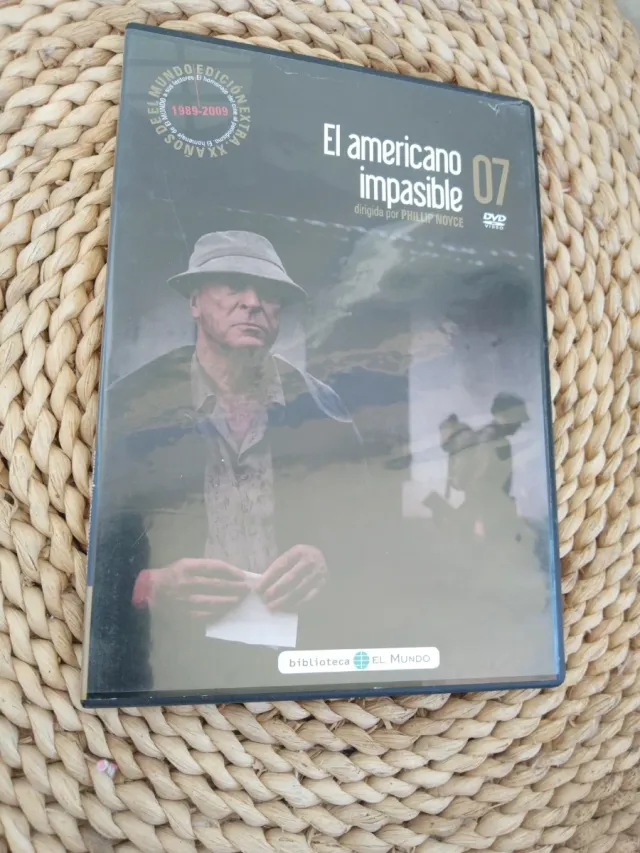 XX AÑOS DE EL MUNDO EDICIÓN EXTRA
1989-2009
El americano
impasible
07
dirigida por PHILLIP NOYCE
DVD
VIDEO
biblioteca EL MUNDO